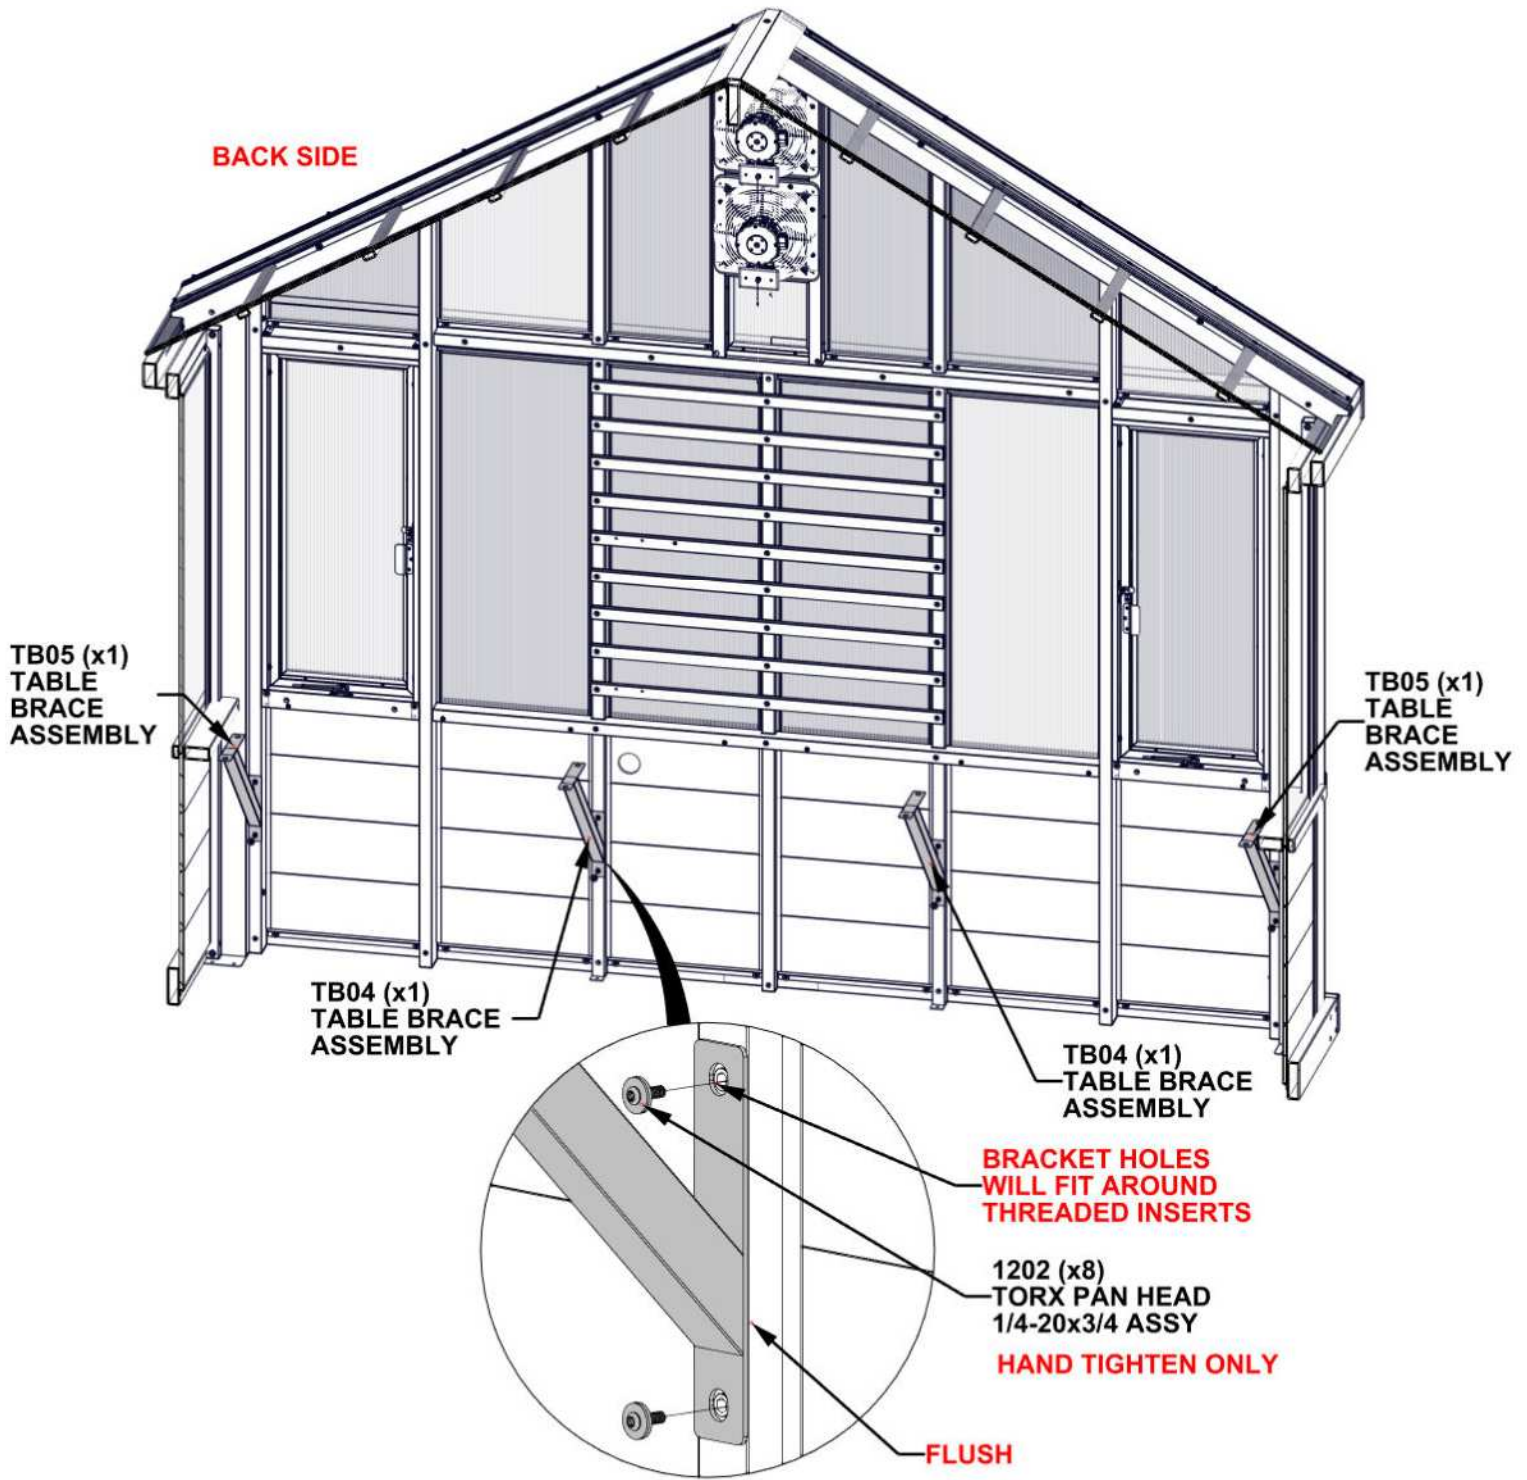 BACK SIDE
TB05 (x1)
TABLE
BRACE
ASSEMBLY
TB05 (x1)
TABLE
BRACE
ASSEMBLY
TB04 (x1)
TABLE BRACE
ASSEMBLY
TB04 (x1)
TABLE BRACE
ASSEMBLY
BRACKET HOLES
WILL FIT AROUND
THREADED INSERTS
1202 (x8)
TORX PAN HEAD
1/4-20x3/4 ASSY
HAND TIGHTEN ONLY
FLUSH